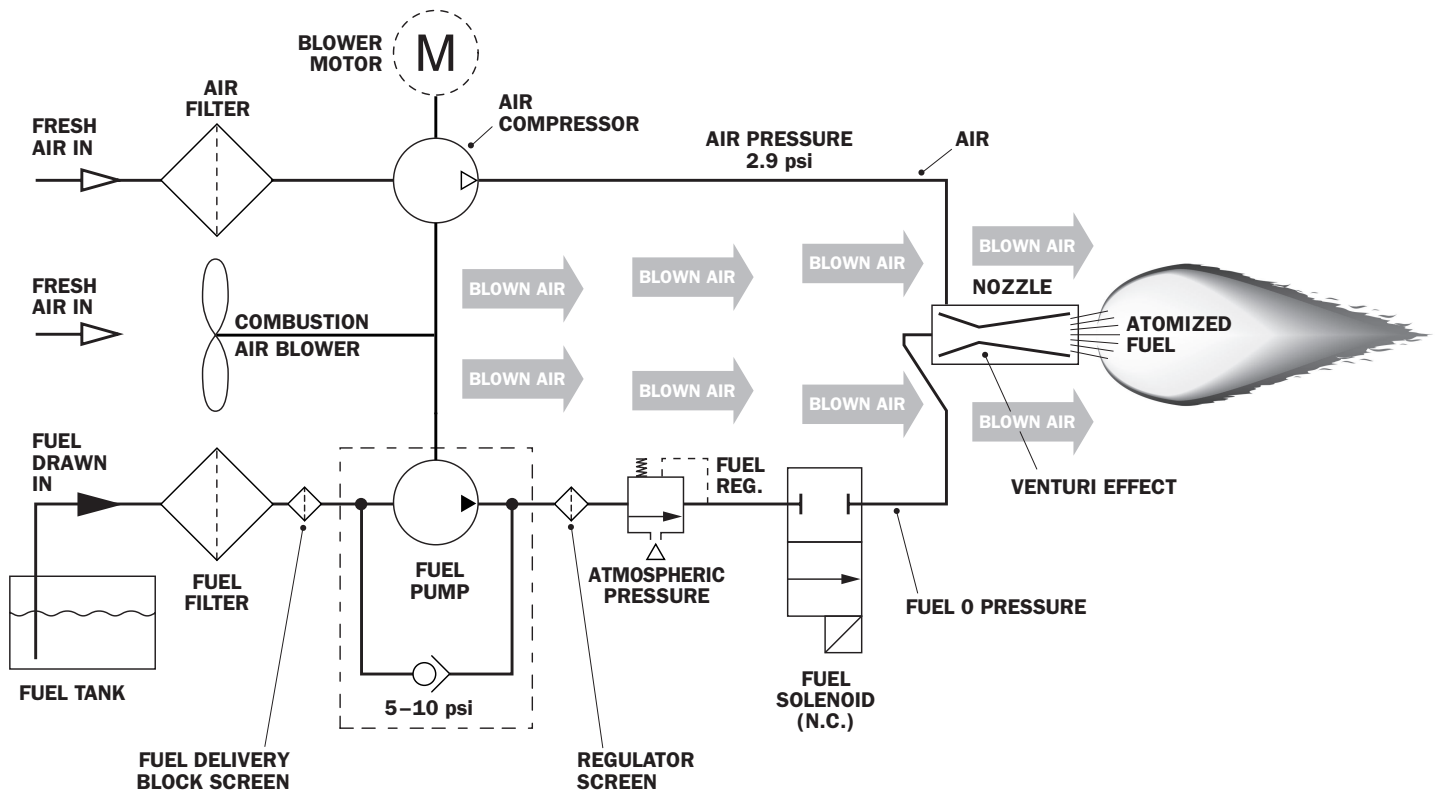 BLOWER
MOTOR
M
AIR
FILTER
AIR
COMPRESSOR
FRESH
AIR IN
AIR PRESSURE
2.9 psi
AIR
BLOWN AIR
BLOWN AIR
BLOWN AIR
BLOWN AIR
FRESH
AIR IN
NOZZLE
COMBUSTION
AIR BLOWER
ATOMIZED
FUEL
BLOWN AIR
BLOWN AIR
BLOWN AIR
BLOWN AIR
FUEL
DRAWN
IN
FUEL
REG.
VENTURI EFFECT
FUEL
FILTER
FUEL
PUMP
ATMOSPHERIC
PRESSURE
FUEL 0 PRESSURE
FUEL TANK
5–10 psi
FUEL
SOLENOID
(N.C.)
FUEL DELIVERY
BLOCK SCREEN
REGULATOR
SCREEN